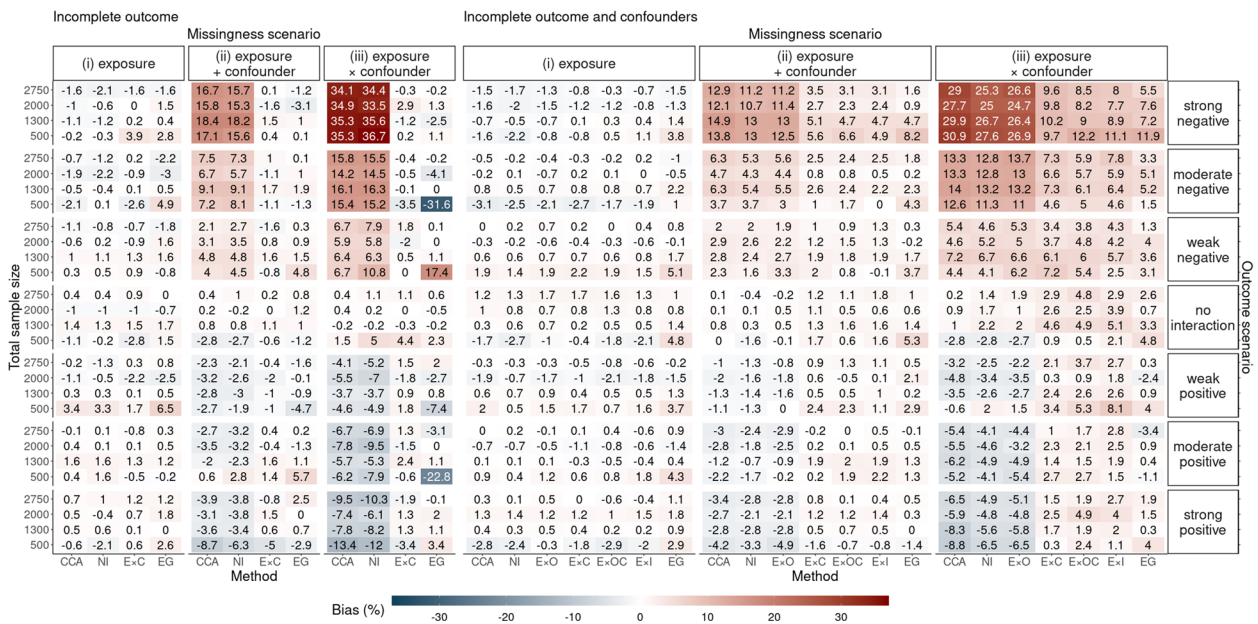 Incomplete outcome Incomplete outcome and confounders
Missingness scenario Missingness scenario
(i) exposure (ii) exposure + confounder (iii) exposure × confounder (i) exposure (ii) exposure + confounder (iii) exposure × confounder
2750 -1.6 -2.1 -1.6 -1.6 16.7 15.7 0.1 -1.2 34.1 34.4 -0.3 -0.2 -1.5 -1.7 -1.5 -0.8 -0.3 -0.7 -1.5 12.9 11.2 11.2 3.5 3.1 3.1 1.6 29 25.3 26.6 9.6 8.5 8 5.5
2000 -1 -0.6 0 1.5 15.8 15.3 -1.6 -3.1 34.9 33.5 2.9 1.3 -1.6 -2 -1.5 -0.9 -1.2 -0.8 -1.3 12.1 10.7 11.4 2.7 2.3 2.4 0.9 27.7 25 24.7 9.8 8.2 7.7 7.6
1300 -1.1 -1.2 0.2 0.4 18.4 18.2 1.5 1 35.3 35.6 -1.2 -2.5 -0.3 -0.7 -0.7 0.1 0.3 0.4 1.4 14.9 13 13 5.1 4.7 4.7 4.7 29.9 26.7 26.4 10.2 9 8.9 7.2
500 -0.2 -0.3 3.9 2.8 17.1 15.6 -0.4 0.4 35.3 36.7 0.2 1.1 -1.6 -2.2 -0.8 -0.8 0.5 1.1 3.8 13.8 13 12.5 5.6 6.6 4.9 8.2 30.9 27.6 26.9 9.7 12.2 11.1 11.9
strong negative
2750 -0.7 -1.2 0.2 -2.2 7.5 7.3 1 0.1 15.8 15.5 -0.4 -0.2 -0.5 -0.2 -0.4 -0.3 -0.2 0.2 -1 6.3 5.3 5.6 2.5 2.4 2.5 1.8 13.3 12.8 13.7 7.3 5.9 7.8 3.3
2000 -1.9 -2.2 -0.9 -3 6.7 5.7 -1.1 1 14.2 14.5 -0.5 -4.1 -0.1 -0.2 -0.1 0.2 0.2 0 -0.5 4.7 4.3 4.4 0.8 0.8 0.5 0.2 13.3 12.8 13 6.6 5.7 5.9 5.1
1300 -0.5 -0.4 0.1 0.5 9.1 9.1 1.7 1.9 16.1 16.3 -0.1 0 0.8 0.5 0.7 0.8 0.7 0.7 2.2 6.3 5.4 5.5 2.6 2.4 2.2 2.3 14 13.2 13.2 7.3 6.1 6.4 5.2
500 -2.1 0.1 -2.6 4.9 7.2 8.1 -1.1 -1.3 15.4 15.2 -3.5 -31.6 -3.1 -2.5 -2.1 -2.7 -1.7 -1.9 1 3.7 3.7 3 1 1.7 0 4.3 12.6 11.3 11 4.6 5 4.6 1.5
moderate negative
2750 -1.1 -0.8 -0.7 -1.8 2.1 2.7 -1.6 0.3 6.7 7.9 1.8 0.1 0 0.2 0.7 0.2 0 0.4 0.8 2 2 1.9 0.1 0.9 1.3 0.3 5.4 4.6 5.3 3.4 3.8 4.3 1.3
2000 -0.6 0.2 -0.9 1.6 3.1 3.5 0.8 0.9 5.9 5.8 -2 0 -0.3 -0.2 -0.6 -0.4 -0.3 -0.6 -0.1 2.9 2.6 2.2 1.2 1.5 1.3 -0.2 4.6 5.2 5 3.7 4.8 4.2 4
1300 1 1.1 1.3 1.6 4.8 4.8 1.6 1.5 6.4 6.3 0.5 1.1 0.6 0.6 0.7 0.7 0.6 0.7 1.8 2.8 2.4 2.7 1.9 1.3 1.9 3.3 7.2 6.7 6.6 6.1 6 5.7 3.6
500 0.3 0.5 0.9 -0.8 4 4.5 -0.8 4.8 6.7 10.8 0 17.4 1.9 1.4 1.9 2.2 1.9 1.5 5.1 2.3 1.6 3.3 2 0.8 -0.1 3.7 4.4 4.1 6.2 7.2 5.4 2.5 3.1
weak negative
2750 0.4 0.4 0.9 0 0.4 1 0.2 0.8 0.4 1.1 1.1 0.6 1.2 1.3 1.7 1.7 1.6 1.3 1 0.1 -0.4 -0.2 1.2 1.1 1.8 1 0.2 1.4 1.9 2.9 4.8 2.9 2.6
2000 -1 -1 -1 -0.7 -0.2 0 0.2 1.2 0.4 -0.7 0.3 0.9 1 0.8 0.7 0.8 1.3 0.8 0.8 0.1 0.1 0.5 0.9 1.1 0.9 0.6 0.9 1.7 1 2.6 2.5 3.9 0.7
1300 1.4 1.3 1.5 1.7 0.8 0.8 1.1 1 -0.2 -0.2 -0.3 -0.2 0.3 0.6 0.7 0.2 0.5 0.5 1.4 0.8 0.3 0.5 1.3 1.6 1.6 1.4 1 2.2 2 4.6 4.9 5.1 3.3
500 -1.1 -0.2 -2.8 1.5 -2.8 -2.7 -0.6 -1.2 1.5 5 4.4 2.3 -1.7 -2.7 -1 -0.4 -1.8 -2.1 4.8 0 -1.6 -0.1 -1.7 0.3 1.6 5.3 -2.8 -2.8 -2.7 0.9 0.5 2.1 4.8
no interaction
2750 -0.2 -1.3 0.3 0.8 -2.3 -2.1 -0.4 -1.6 -4.1 -5.2 1.5 2 -0.3 -0.3 -0.3 -0.5 -0.8 -0.6 -0.2 -1 -1.3 -0.8 0.9 1.3 1.1 0.5 -3.2 -2.5 -2.2 2.1 3.7 2.7 0.3
2000 -1.1 -0.5 -2.2 -2.5 -3.2 -2.6 -2 -0.1 -5.5 -7 -1.8 -2.7 -1.9 -0.7 -1.7 -1 -2.1 -1.8 -1.5 -2 -1.6 -1.8 0.6 -0.5 0.1 2.1 -4.8 -3.4 -3.5 0.9 0.3 1.8 -2.4
1300 0.3 0.1 0.3 0.5 -2.8 -3 -1 -0.9 -3.7 -3.7 0.9 0.8 0.6 0.7 0.9 0.4 0.5 0.5 1.3 -1.2 -1.3 -1.4 0.5 0.5 1 0.2 -3.5 -2.6 -2.7 0.7 1 1.9 0.9
500 3.4 3.3 1.7 6.5 -2.7 -1.9 -1 -4.7 -4.6 -4.9 1.8 -7.4 2 0.5 1.5 1.7 0.7 1.6 3.7 -1.1 -1.3 0 2.4 2.3 1.1 2.9 -0.6 2 1.5 3.4 5.3 8.1 4
weak positive
2750 -0.1 0.1 -0.8 0.3 -2.7 -3.2 0.4 0.2 -6.7 -6.9 1.3 -3.1 0 -0.2 -0.1 -0.9 0.1 -0.6 0.9 -3 -2.4 -2.9 -0.2 0 0.5 -0.1 -5.4 -4.1 -4.4 1 1.7 2.8 -3.4
2000 0.4 0.1 0.1 0.5 -3.5 -3.2 -0.4 -1.3 -7.8 -9.5 -1.5 0 -0.7 -0.7 -0.5 -1.1 -0.8 -0.6 -1.4 -2.8 -1.8 -2.5 0.2 0.1 0.5 0.5 -5.5 -4.6 -3.2 2.3 2.1 2.5 0.9
1300 1.6 1.6 1.3 1.2 -2 -2.3 1.6 1.1 -5.7 -5.3 2.4 1.1 0.1 0.1 0.1 -0.3 -0.5 -0.4 0.4 -1.2 -0.7 -0.9 1.9 2 1.9 1.3 -6.2 -4.9 -4.9 1.4 1.5 1.9 0.4
500 0.4 1.6 -0.5 -0.2 0.6 2.8 1.4 5.7 -6.2 -7.9 -0.6 -22.8 0.9 0.4 1.2 0.6 0.8 1.8 4.3 -2.2 -1.7 -0.2 0.2 1.9 2.2 1.3 -6.1 -4.2 -4.1 2.7 2.7 1.5 -1.1
moderate positive
2750 0.7 1 1.2 1.2 -3.9 -3.8 -0.8 2.5 -9.5 -10.3 -1.9 -0.1 0.3 0.1 0.5 0 -0.6 -0.4 1.1 -3.4 -2.8 -2.8 0.8 0.1 0.4 0.5 -6.5 -4.9 -5.1 1.5 1.9 2.7 1.9
2000 0.5 -0.4 0.7 1.8 -3.1 -3.8 1.5 0 -7.4 -6.1 1.3 2 1.3 1.4 1.2 1.2 1 1.4 1.5 -2.7 -2.1 -2.1 -0.1 0.2 0.7 0.3 -5.9 -4.8 -4.8 2.5 4.9 4 1.5
1300 0.5 0.1 0.5 0.5 -3.6 -3.4 0.6 0.7 -7.8 -8.2 1.3 1.1 0.4 0.3 0.5 0.4 0.2 0.2 0.9 -2.8 -2.8 -2.8 0.5 0.7 0.5 0 -8.3 -5.6 -5.8 1.7 1.9 2 0.3
500 -0.6 -2.1 0.6 2.6 -8.7 -6.3 -5 -2.9 -13.4 -12 -3.4 3.4 -2.8 -2.4 -0.3 -1.8 -2.9 -2 2.9 -4.2 -3.3 -4.9 -1.6 -0.7 -0.8 -1.4 -8.8 -6.5 -6.5 0.3 2.4 1.1 4
strong positive
Total sample size
Outcome scenario
CCA NI E×C EG CCA NI E×C EG CCA NI E×C EG CCA NI E×O E×C E×OC E×I EG CCA NI E×O E×C E×OC E×I EG CCA NI E×O E×C E×OC E×I EG
Method Method
Bias (%)
-30 -20 -10 0 10 20 30